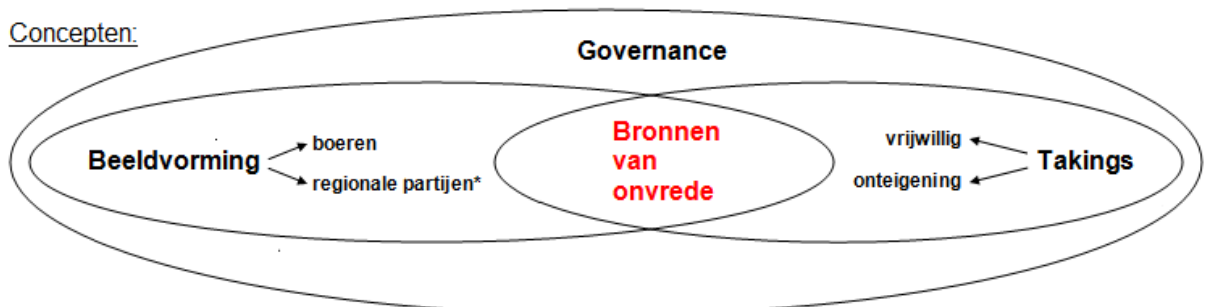 Concepten:
Governance
Beeldvorming
boeren
regionale partijen*
Bronnen
van
onvrede
vrijwillig
onteigening
Takings